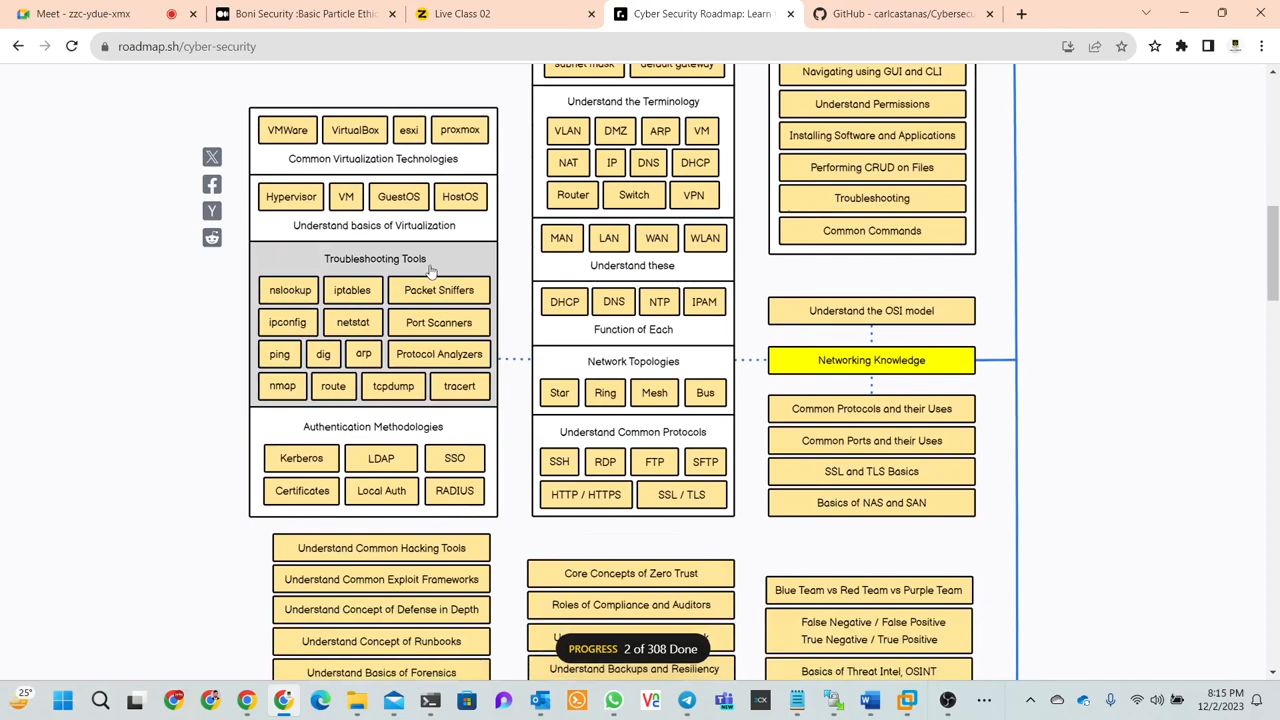 Meet - zzc-ydue-xmx
Boni Security :Basic Particle Ethic
Live Class 02
Cyber Security Roadmap: Learn t
GitHub - carlcastanas/Cybersecu
roadmap.sh/cyber-security
subnet mask
default gateway
Understand the Terminology
VLAN
DMZ
ARP
VM
NAT
IP
DNS
DHCP
Router
Switch
VPN
MAN
LAN
WAN
WLAN
Understand these
DHCP
DNS
NTP
IPAM
Function of Each
Network Topologies
Star
Ring
Mesh
Bus
Understand Common Protocols
SSH
RDP
FTP
SFTP
HTTP / HTTPS
SSL / TLS
VMWare
VirtualBox
esxi
proxmox
Common Virtualization Technologies
Hypervisor
VM
GuestOS
HostOS
Understand basics of Virtualization
Troubleshooting Tools
nslookup
iptables
Packet Sniffers
ipconfig
netstat
Port Scanners
ping
dig
arp
Protocol Analyzers
nmap
route
tcpdump
tracert
Authentication Methodologies
Kerberos
LDAP
SSO
Certificates
Local Auth
RADIUS
Navigating using GUI and CLI
Understand Permissions
Installing Software and Applications
Performing CRUD on Files
Troubleshooting
Common Commands
Understand the OSI model
Networking Knowledge
Common Protocols and their Uses
Common Ports and their Uses
SSL and TLS Basics
Basics of NAS and SAN
Understand Common Hacking Tools
Understand Common Exploit Frameworks
Understand Concept of Defense in Depth
Understand Concept of Runbooks
Understand Basics of Forensics
Core Concepts of Zero Trust
Roles of Compliance and Auditors
Understand Backups and Resiliency
Blue Team vs Red Team vs Purple Team
False Negative / False Positive
True Negative / True Positive
Basics of Threat Intel, OSINT
PROGRESS 2 of 308 Done
25°
8:15 PM
12/2/2023